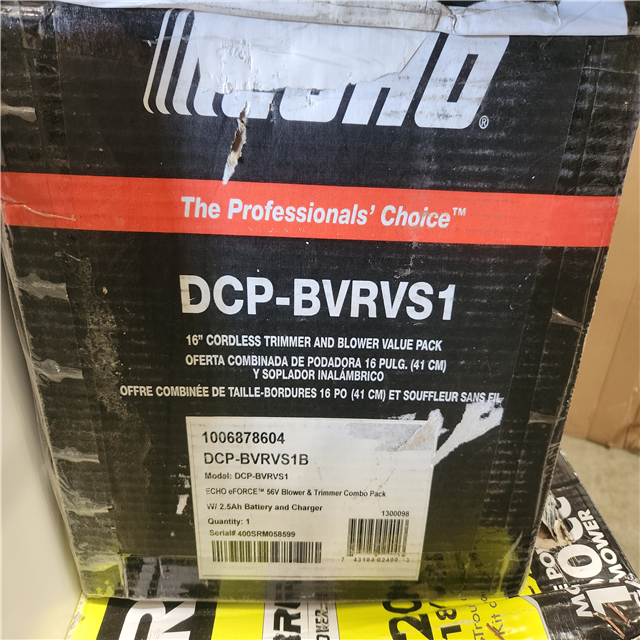 ECHO®
The Professionals' Choice™
DCP-BVRVS1
16" CORDLESS TRIMMER AND BLOWER VALUE PACK
OFERTA COMBINADA DE PODADORA 16 PULG. (41 CM)
Y SOPLADOR INALÁMBRICO
OFFRE COMBINÉE DE TAILLE-BORDURES 16 PO (41 CM) ET SOUFFLEUR SANS FIL
1006878604
DCP-BVRVS1B
Model: DCP-BVRVS1
ECHO eFORCE™ 56V Blower & Trimmer Combo Pack
W/ 2.5Ah Battery and Charger
1300098
Quantity: 1
Serial# 400SRM058599
MOWER